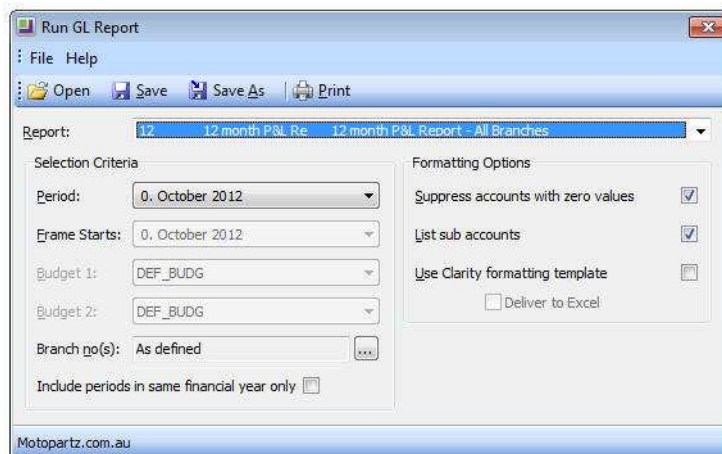 Run GL Report
File Help
Open Save Save As Print
Report: 12 12 month P&L Re 12 month P&L Report - All Branches
Selection Criteria
Period: 0. October 2012
Frame Starts: 0. October 2012
Budget 1: DEF_BUDG
Budget 2: DEF_BUDG
Branch no(s): As defined ...
Include periods in same financial year only
Formatting Options
Suppress accounts with zero values
List sub accounts
Use Clarity formatting template
Deliver to Excel
Motopartz.com.au